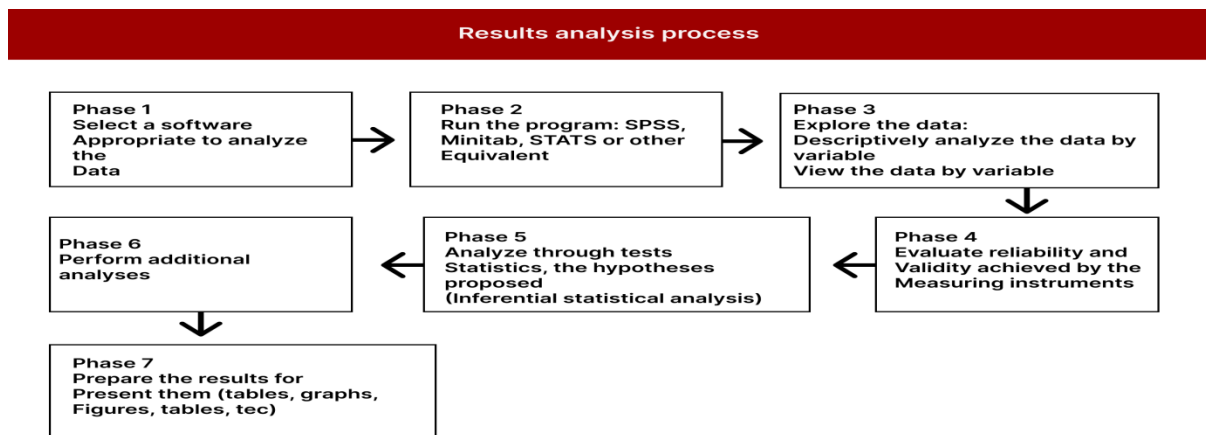 Results analysis process
Phase 1
Select a software
Appropriate to analyze
the
Data
Phase 2
Run the program: SPSS,
Minitab, STATS or other
Equivalent
Phase 3
Explore the data:
Descriptively analyze the data by
variable
View the data by variable
Phase 4
Evaluate reliability and
Validity achieved by the
Measuring instruments
Phase 5
Analyze through tests
Statistics, the hypotheses
proposed
(Inferential statistical analysis)
Phase 6
Perform additional
analyses
Phase 7
Prepare the results for
Present them (tables, graphs,
Figures, tables, tec)